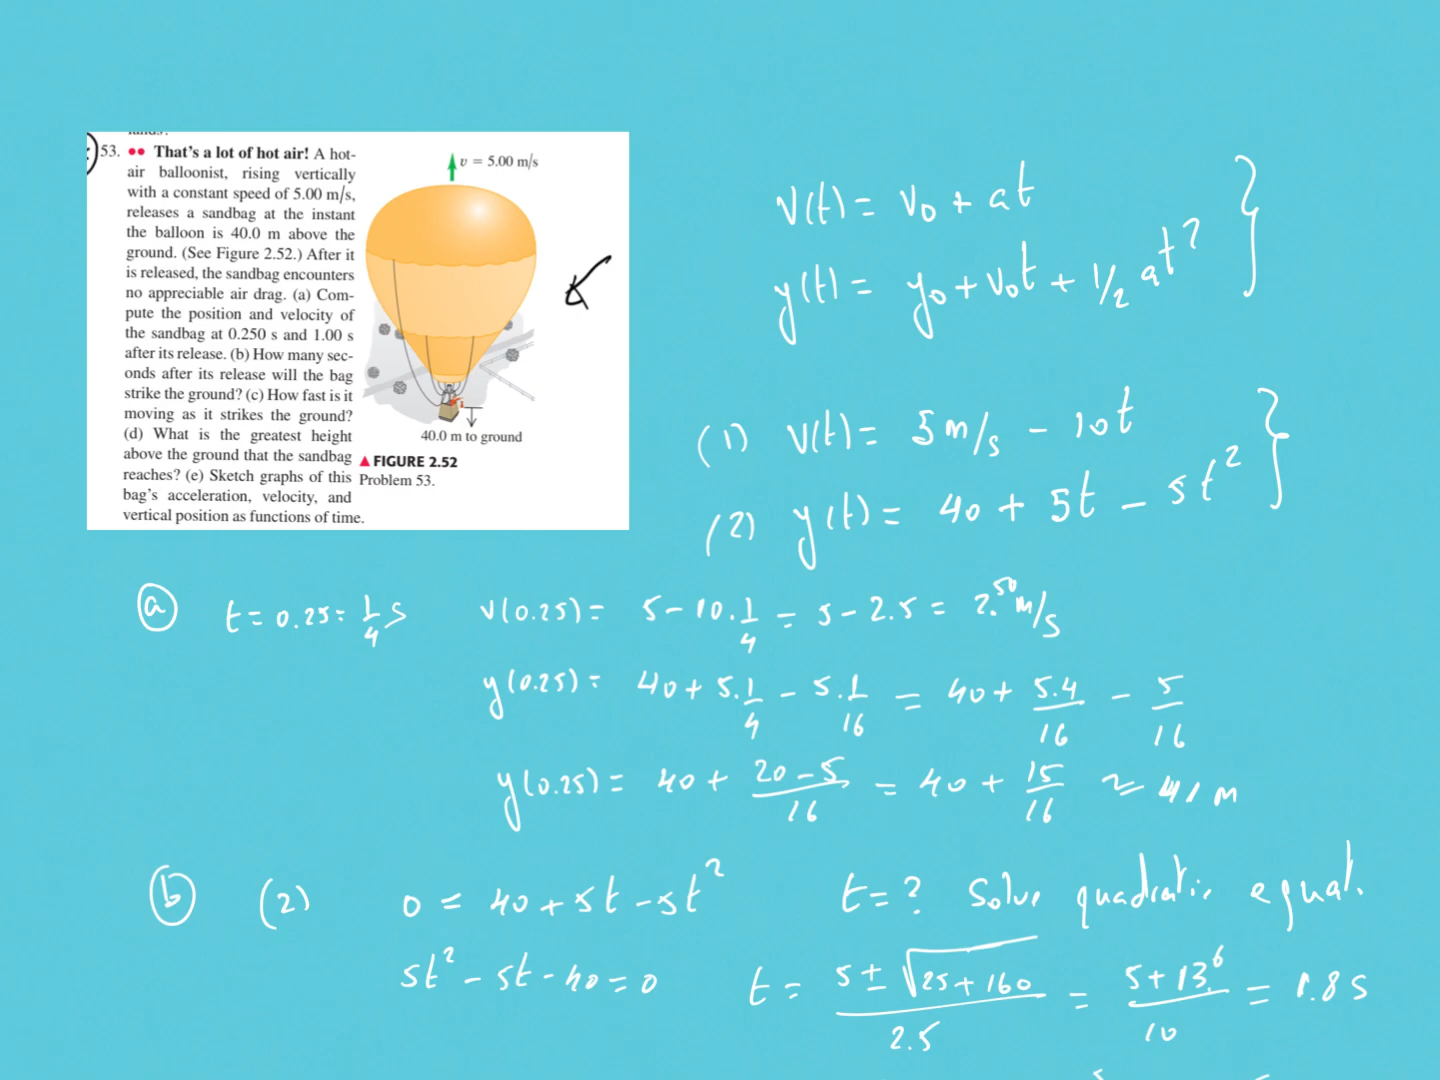 53. •• That's a lot of hot air! A hot-
air balloonist, rising vertically
with a constant speed of 5.00 m/s,
releases a sandbag at the instant
the balloon is 40.0 m above the
ground. (See Figure 2.52.) After it
is released, the sandbag encounters
no appreciable air drag. (a) Com-
pute the position and velocity of
the sandbag at 0.250 s and 1.00 s
after its release. (b) How many sec-
onds after its release will the bag
strike the ground? (c) How fast is it
moving as it strikes the ground?
(d) What is the greatest height
above the ground that the sandbag
reaches? (e) Sketch graphs of this
bag's acceleration, velocity, and
vertical position as functions of time.
v = 5.00 m/s
40.0 m to ground
▲ FIGURE 2.52
Problem 53.
v(t) = v₀ + at
y(t) = y₀ + v₀t + 1/2 at²
(1) v(t) = 5 m/s - 10t
(2) y(t) = 40 + 5t - 5t²
ⓐ t = 0.25 = 1/4 s v(0.25) = 5 - 10.1/4 = 5 - 2.5 = 2.50 m/s
y(0.25) = 40 + 5.1/4 - 5.1/16 = 40 + 5.4/16 - 5/16
y(0.25) = 40 + (20-5)/16 = 40 + 15/16 ≈ 41 m
ⓑ (2) 0 = 40 + 5t - 5t² t = ? Solve quadratic equat.
5t² - 5t - 40 = 0 t = (5 ± √(25 + 160))/2.5 = (5 + 13.6)/10 = 1.8 s